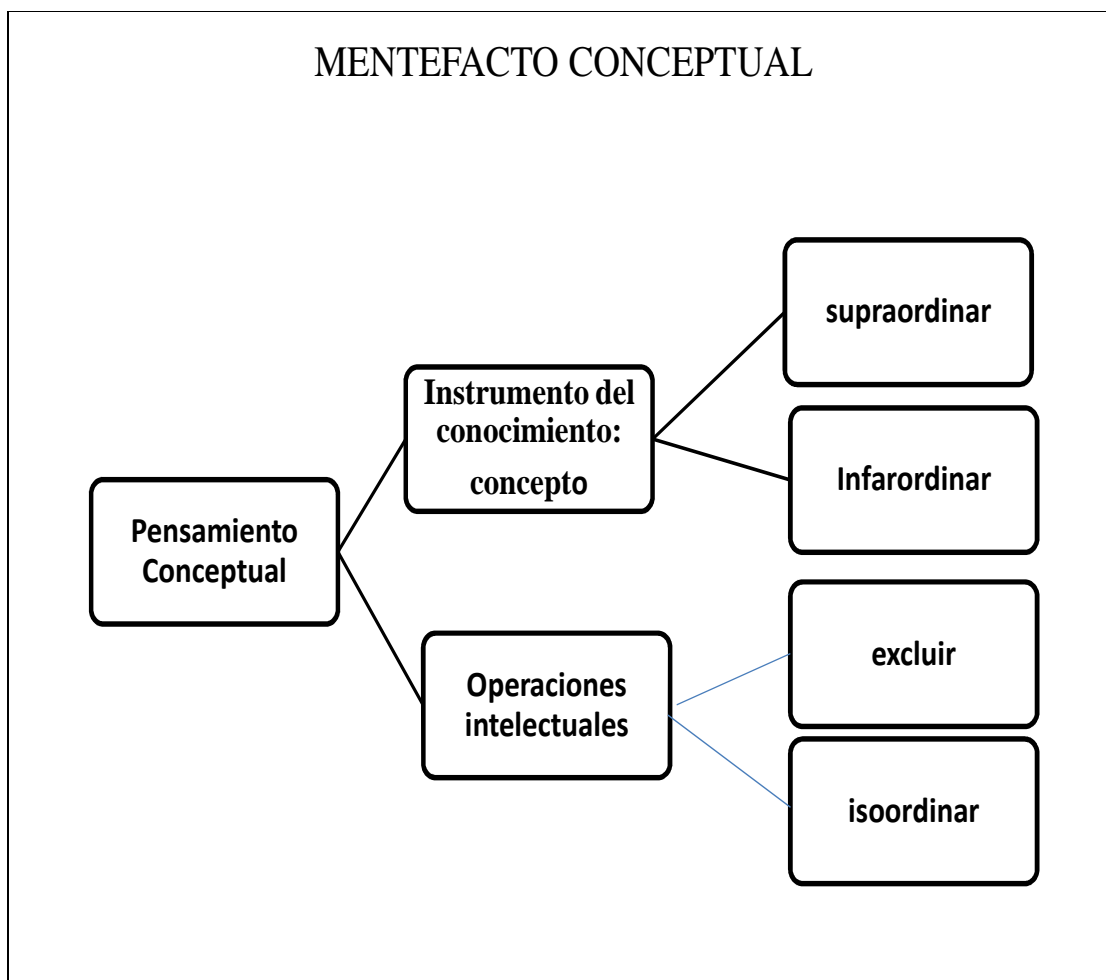 MENTEFACTO CONCEPTUAL
Pensamiento
Conceptual
Instrumento del
conocimiento:
concepto
supraordinar
Infarordinar
Operaciones
intelectuales
excluir
isoordinar